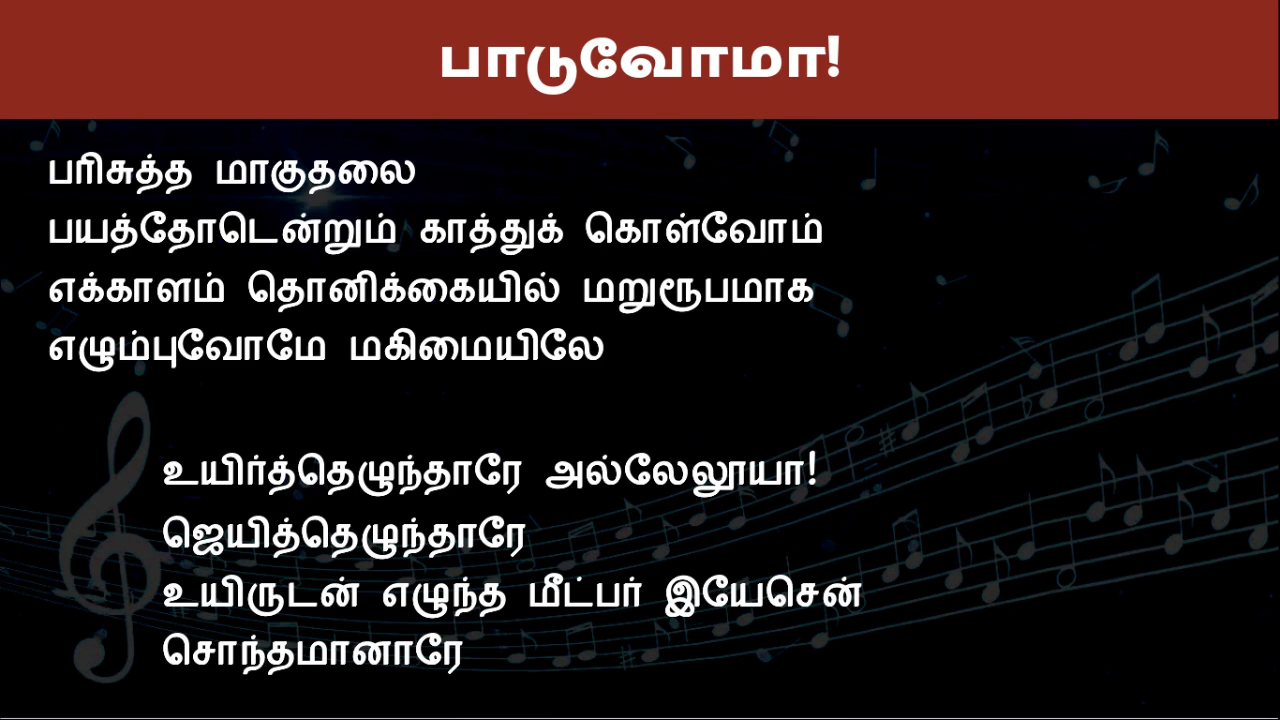 பாடுவோமா!
பரிசுத்த மாகுதலை
பயத்தோடென்றும் காத்துக் கொள்வோம்
எக்காளம் தொனிக்கையில் மறுரூபமாக
எழும்புவோமே மகிமையிலே
உயிர்த்தெழுந்தாரே அல்லேலூயா!
ஜெயித்தெழுந்தாரே
உயிருடன் எழுந்த மீட்பர் இயேசென்
சொந்தமானாரே